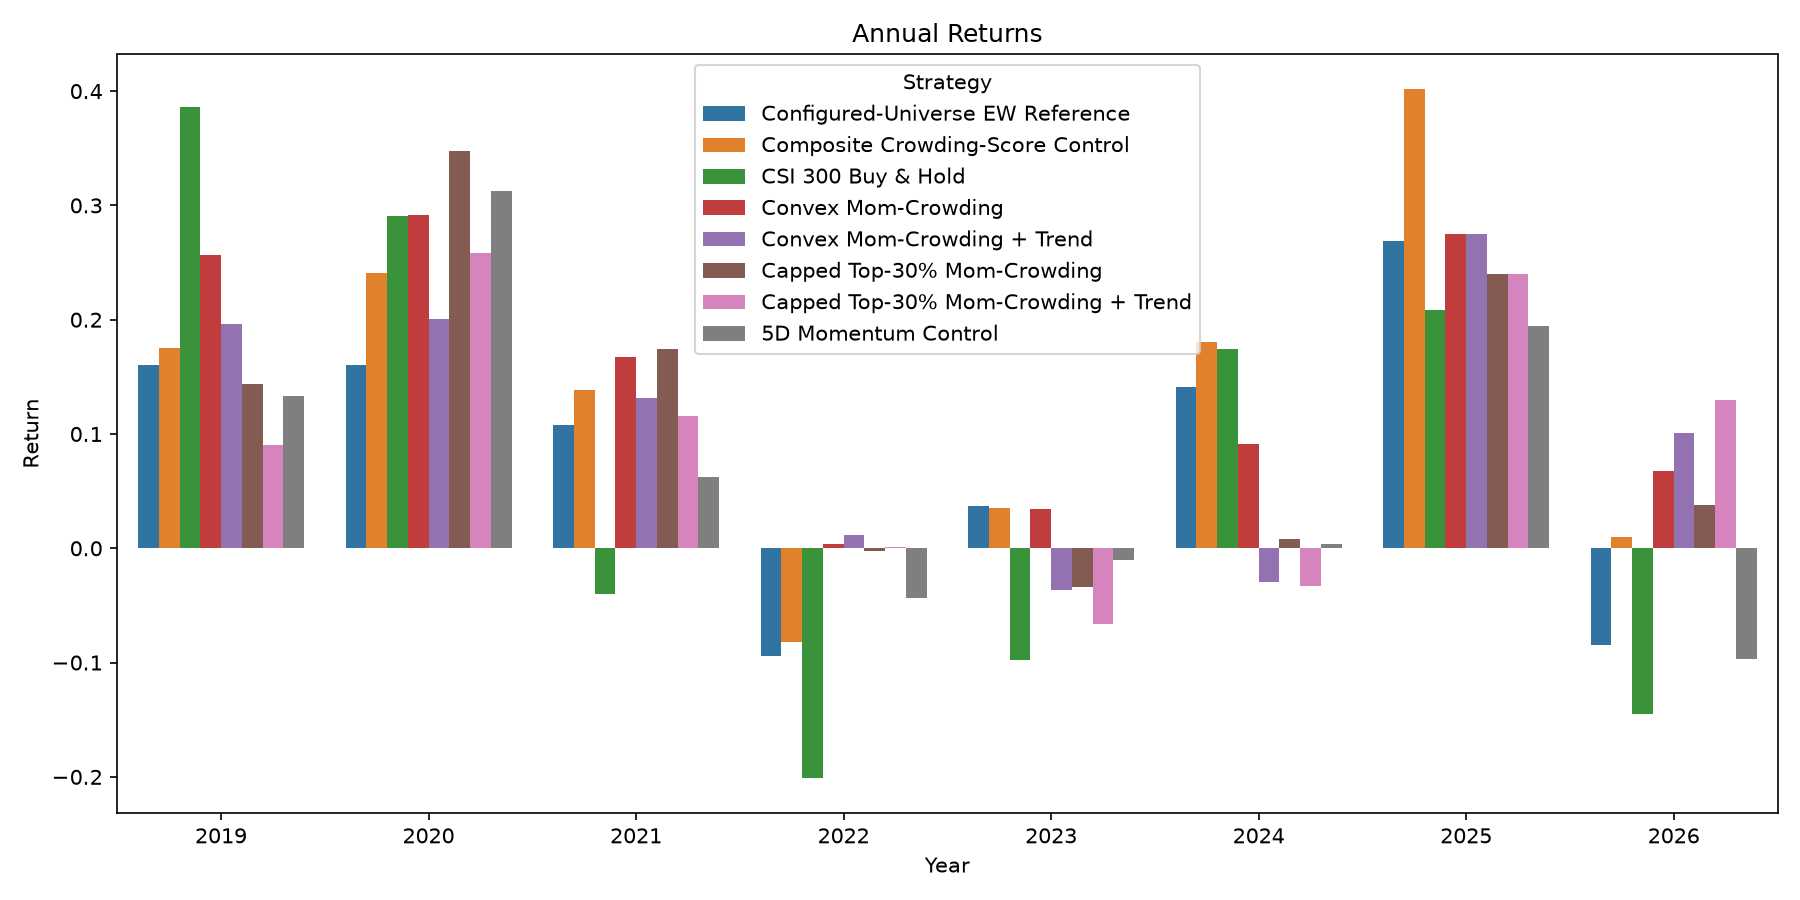 Annual Returns
Strategy
Configured-Universe EW Reference
Composite Crowding-Score Control
CSI 300 Buy & Hold
Convex Mom-Crowding
Convex Mom-Crowding + Trend
Capped Top-30% Mom-Crowding
Capped Top-30% Mom-Crowding + Trend
5D Momentum Control
0.4
0.3
0.2
0.1
0.0
−0.1
−0.2
Return
2019 2020 2021 2022 2023 2024 2025 2026
Year